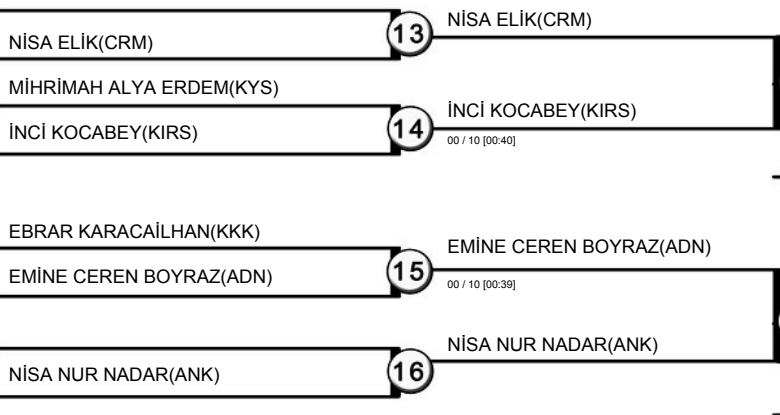 NİSA ELİK(CRM)
13
NİSA ELİK(CRM)
MİHRİMAH ALYA ERDEM(KYS)
İNCİ KOCABEY(KIRS)
14
İNCİ KOCABEY(KIRS)
00 / 10 [00:40]
EBRAR KARACAİLHAN(KKK)
EMİNE CEREN BOYRAZ(ADN)
15
EMİNE CEREN BOYRAZ(ADN)
00 / 10 [00:39]
NİSA NUR NADAR(ANK)
16
NİSA NUR NADAR(ANK)